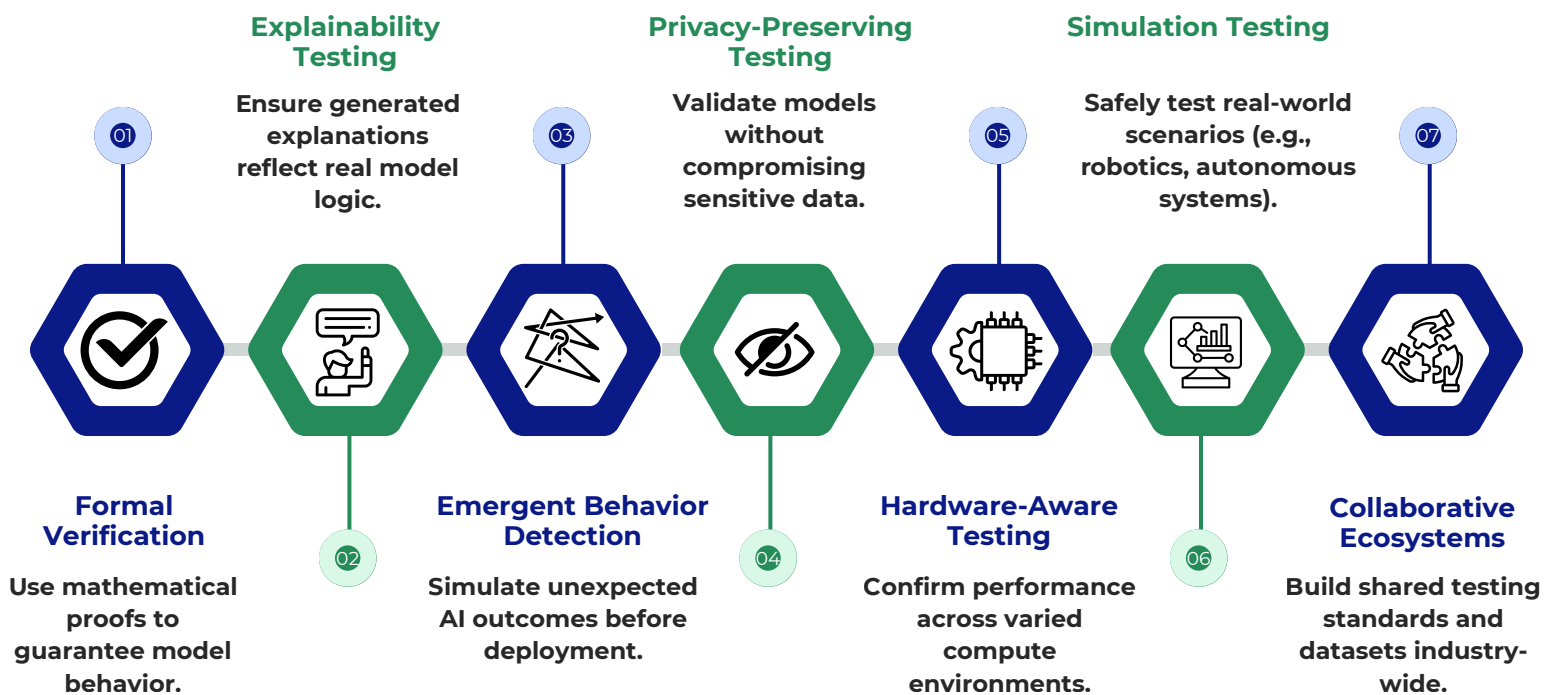 01
Formal
Verification
Use mathematical
proofs to
guarantee model
behavior.
Explainability
Testing
Ensure generated
explanations
reflect real model
logic.
02
03
Emergent Behavior
Detection
Simulate unexpected
AI outcomes before
deployment.
Privacy-Preserving
Testing
Validate models
without
compromising
sensitive data.
04
05
Hardware-Aware
Testing
Confirm performance
across varied
compute
environments.
Simulation Testing
Safely test real-world
scenarios (e.g.,
robotics, autonomous
systems).
06
07
Collaborative
Ecosystems
Build shared testing
standards and
datasets industry-
wide.